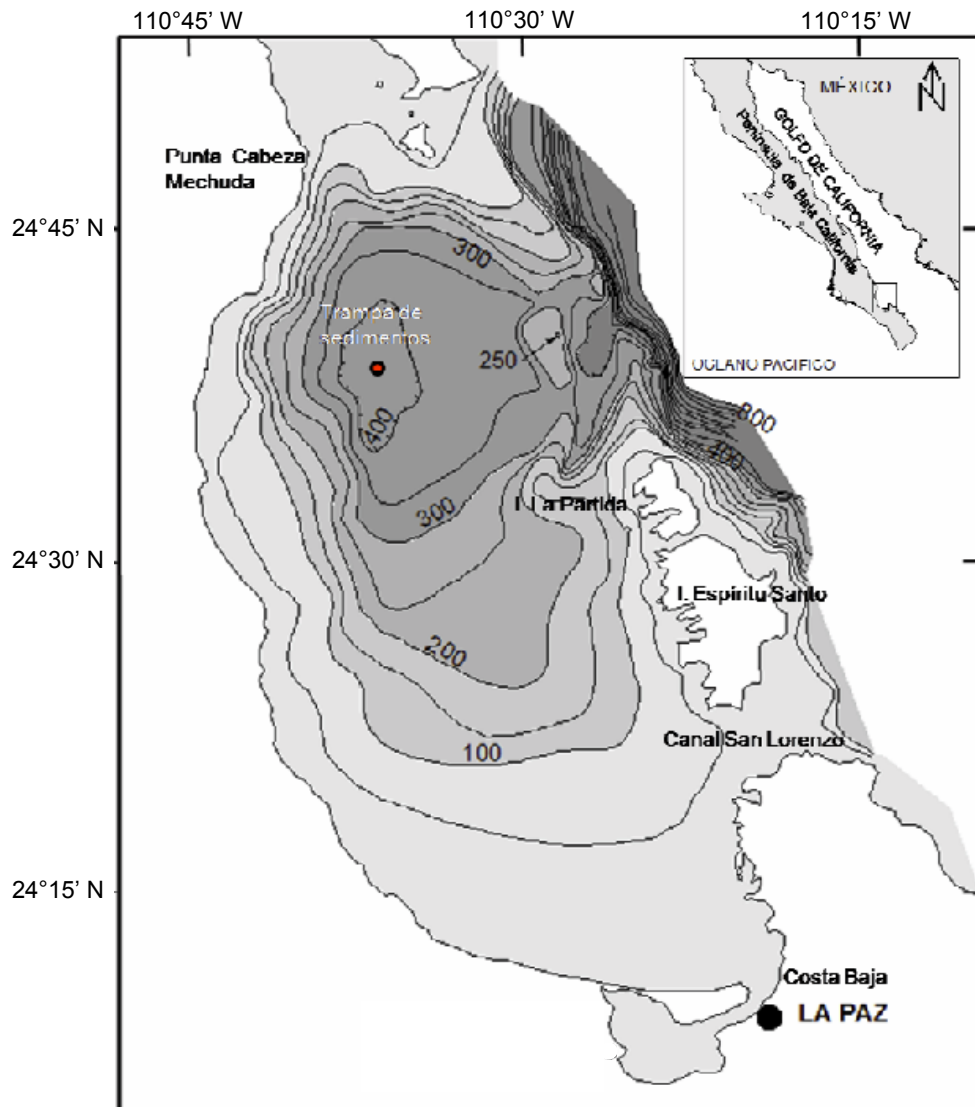 110°45’ W
110°30’ W
110°15’ W
MÉXICO
N
GOLFO DE CALIFORNIA
Península de Baja California
OCEANO PACIFICO
Punta Cabeza
Mechuda
24°45’ N
300
Trampa de
sedimentos
250
400
800
400
300
I. La Partida
24°30’ N
I. Espíritu Santo
200
Canal San Lorenzo
100
24°15’ N
Costa Baja
LA PAZ